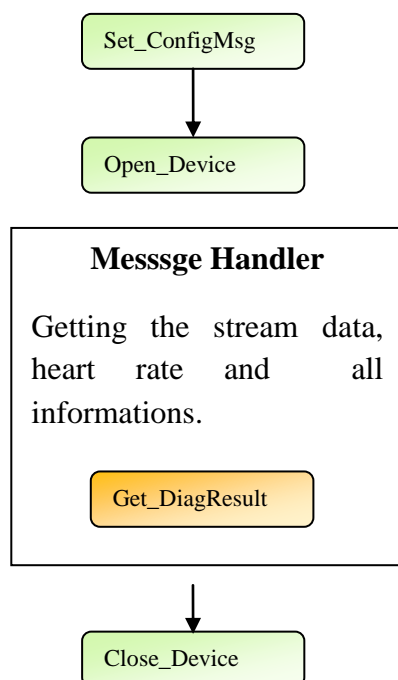 Set_ConfigMsg
Open_Device
Messsge Handler
Getting the stream data,
heart rate and all
informations.
Get_DiagResult
Close_Device